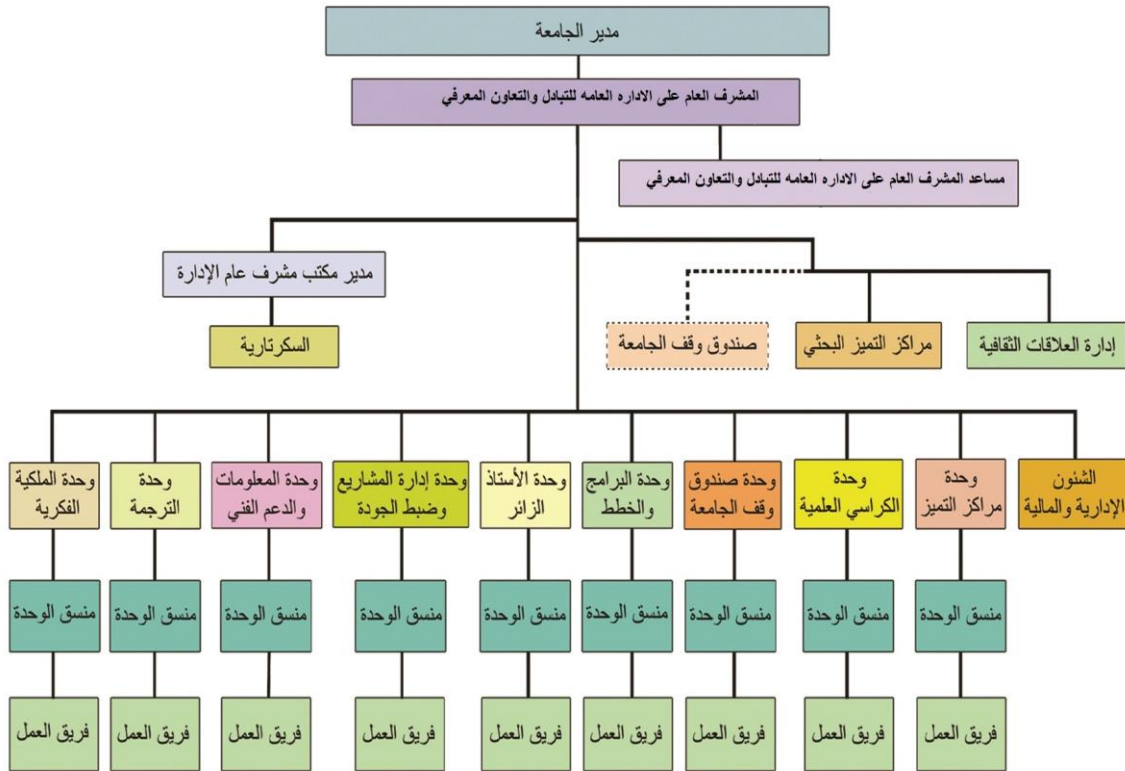 مدير الجامعة
المشرف العام على الاداره العامه للتبادل والتعاون المعرفي
مساعد المشرف العام على الاداره العامه للتبادل والتعاون المعرفي
مدير مكتب مشرف عام الإدارة
السكرتارية
إدارة العلاقات الثقافية
مراكز التميز البحثي
صندوق وقف الجامعة
الشئون
الإدارية والمالية
وحدة
مراكز التميز
وحدة
الكراسي العلمية
وحدة صندوق
وقف الجامعة
وحدة البرامج
والخطط
وحدة الأستاذ
الزائر
وحدة إدارة المشاريع
وضبط الجودة
وحدة المعلومات
والدعم الفني
وحدة
الترجمة
وحدة الملكية
الفكرية
منسق الوحدة
منسق الوحدة
منسق الوحدة
منسق الوحدة
منسق الوحدة
منسق الوحدة
منسق الوحدة
منسق الوحدة
منسق الوحدة
فريق العمل
فريق العمل
فريق العمل
فريق العمل
فريق العمل
فريق العمل
فريق العمل
فريق العمل
فريق العمل